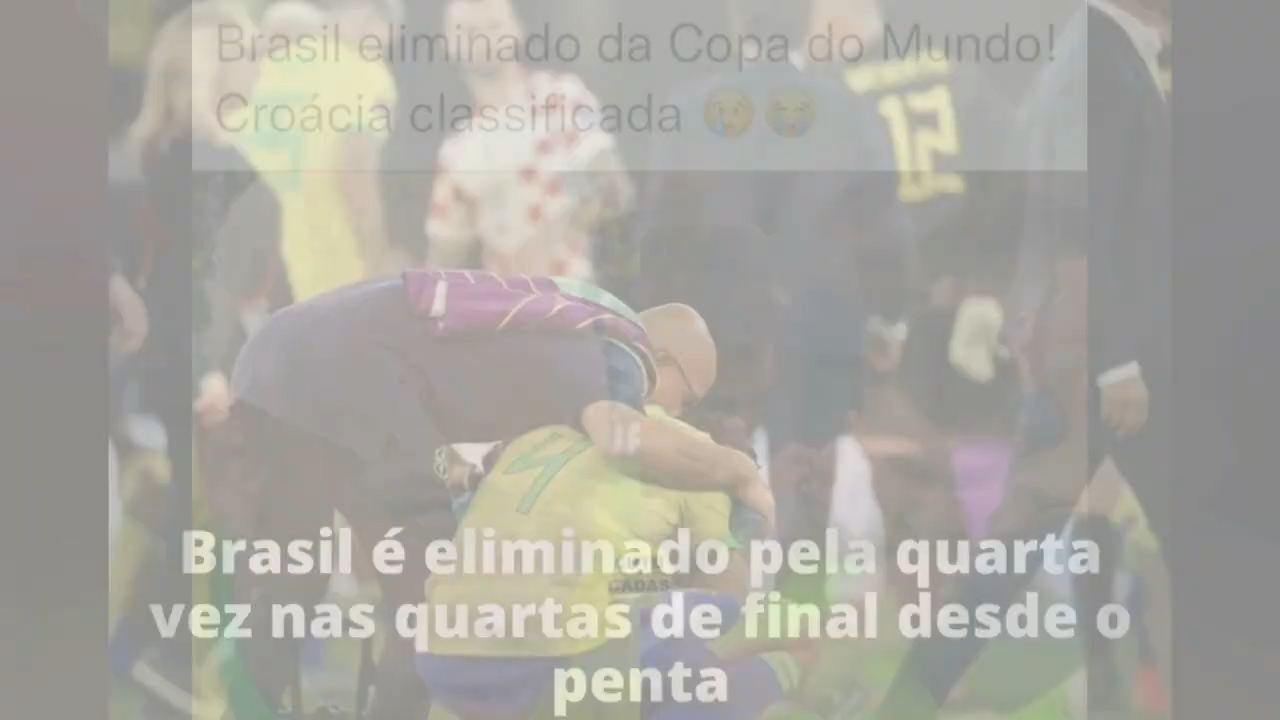 Brasil eliminado da Copa do Mundo!
Croácia classificada 😢😭
12
Brasil é eliminado pela quarta
vez nas quartas de final desde o
penta